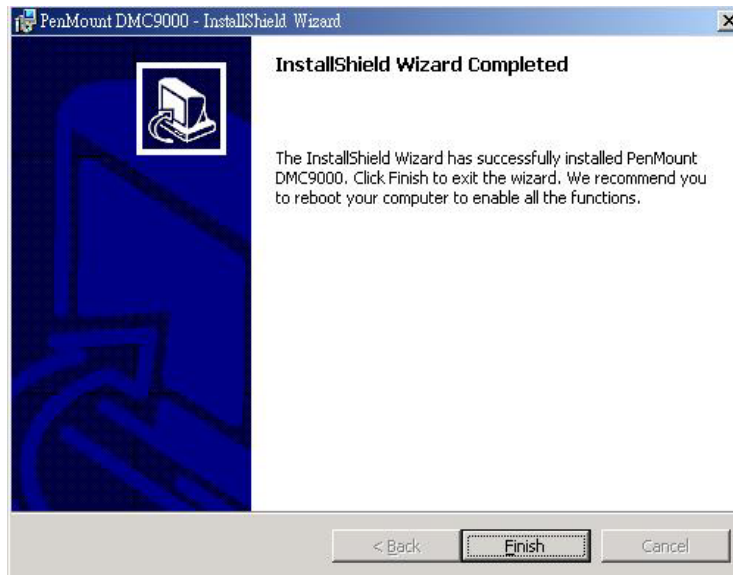 PenMount DMC9000 - InstallShield Wizard
InstallShield Wizard Completed
The InstallShield Wizard has successfully installed PenMount
DMC9000. Click Finish to exit the wizard. We recommend you
to reboot your computer to enable all the functions.
< Back Finish Cancel